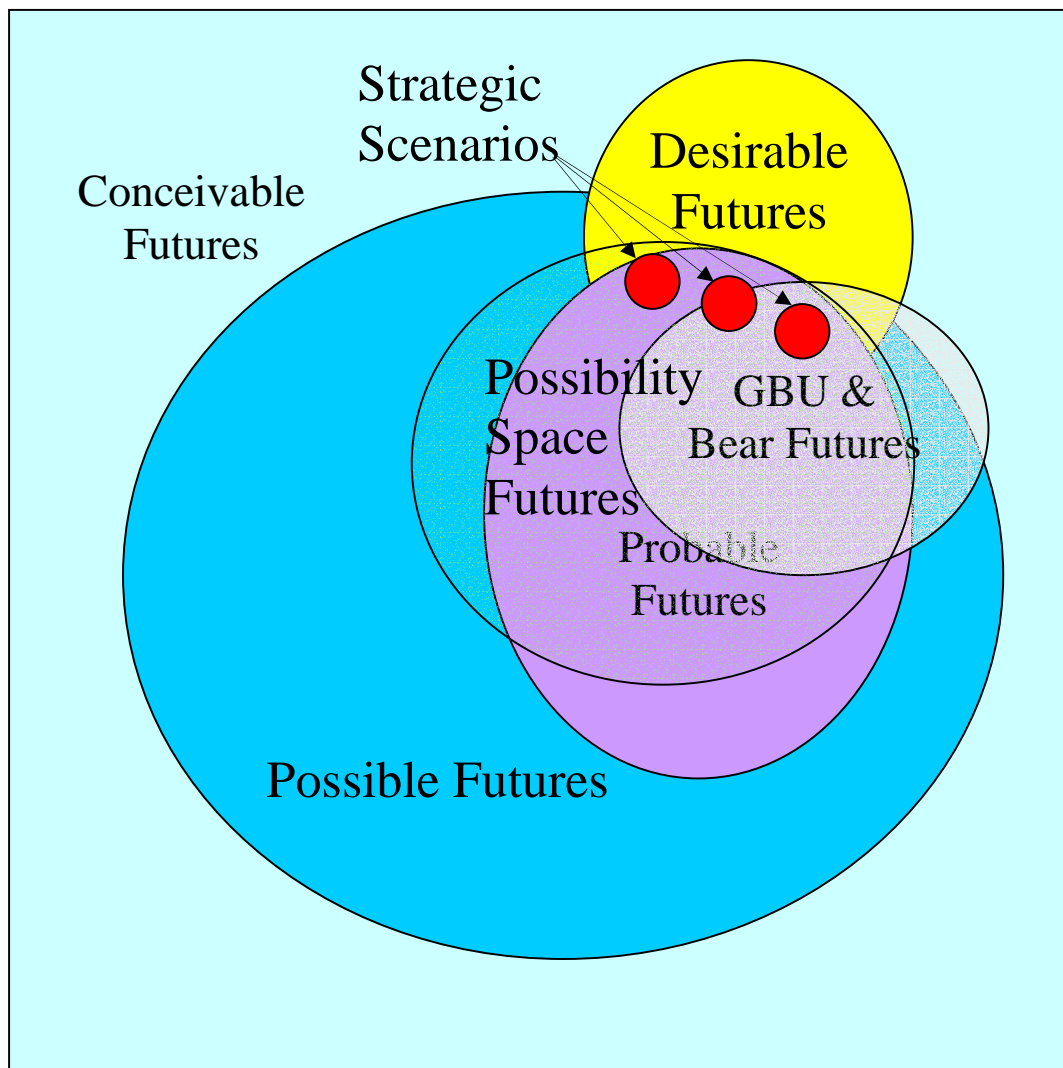 Strategic
Scenarios
Desirable
Futures
Conceivable
Futures
Possibility
Space
Futures
GBU &
Bear Futures
Probable
Futures
Possible Futures